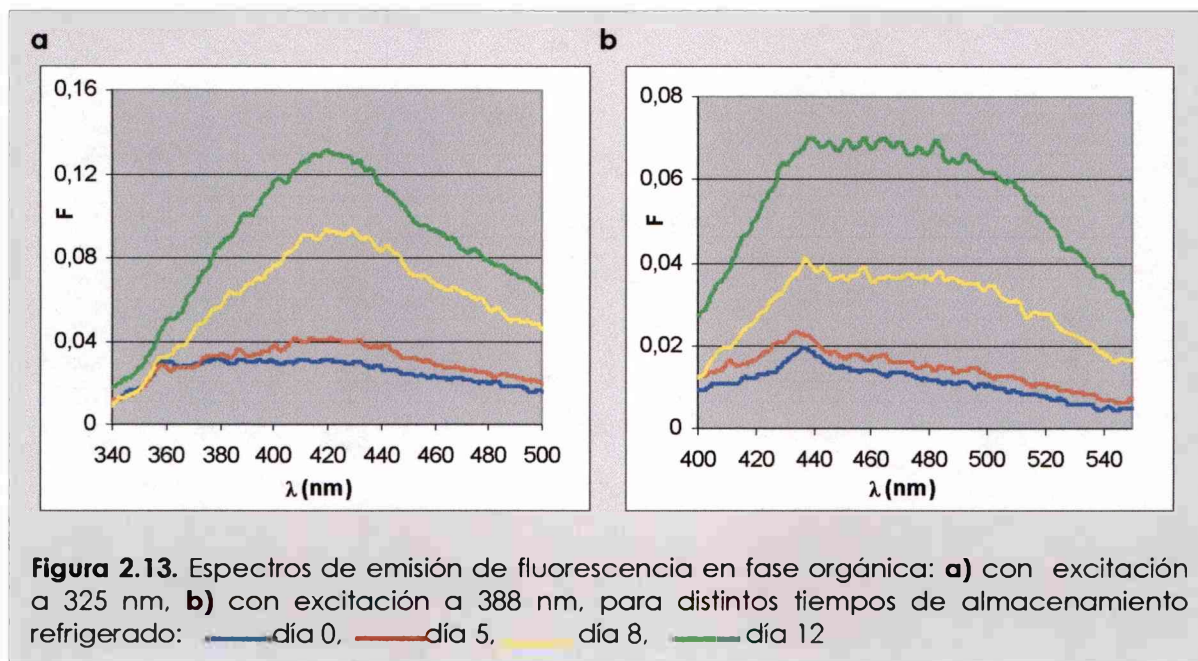 a
b
0,16
0,12
0,08
0,04
0
F
340 360 380 400 420 440 460 480 500
λ (nm)
0,08
0,06
0,04
0,02
0
F
400 420 440 460 480 500 520 540
λ (nm)
Figura 2.13. Espectros de emisión de fluorescencia en fase orgánica: a) con excitación
a 325 nm, b) con excitación a 388 nm, para distintos tiempos de almacenamiento
refrigerado: día 0, día 5, día 8, día 12